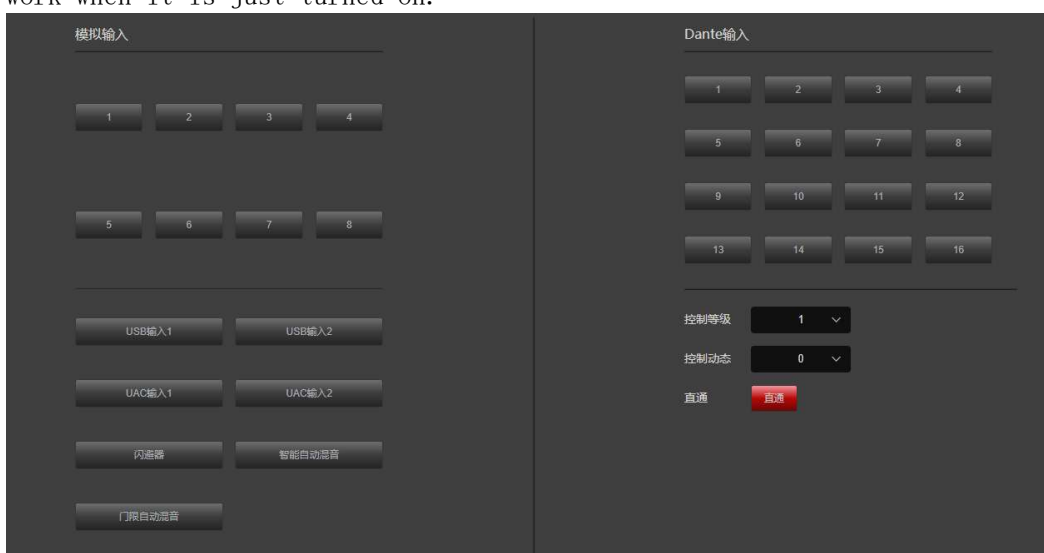 work when it is just turned on.
模拟输入
1 2 3 4
5 6 7 8
USB输入1 USB输入2
UAC输入1 UAC输入2
闪避器 智能自动混音
门限自动混音
Dante输入
1 2 3 4
5 6 7 8
9 10 11 12
13 14 15 16
控制等级 1
控制动态 0
直通 直通